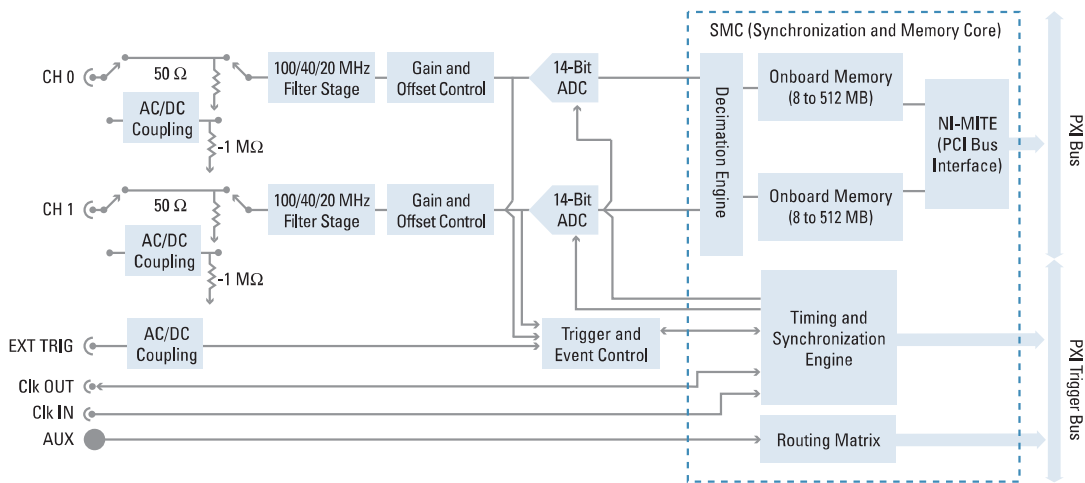 SMC (Synchronization and Memory Core)
CH 0
50 Ω
AC/DC
Coupling
-1 MΩ
100/40/20 MHz
Filter Stage
Gain and
Offset Control
14-Bit
ADC
Decimation Engine
Onboard Memory
(8 to 512 MB)
NI-MITE
(PCI Bus
Interface)
PXI Bus
CH 1
50 Ω
AC/DC
Coupling
-1 MΩ
100/40/20 MHz
Filter Stage
Gain and
Offset Control
14-Bit
ADC
Onboard Memory
(8 to 512 MB)
EXT TRIG
AC/DC
Coupling
Trigger and
Event Control
Timing and
Synchronization
Engine
PXI Trigger Bus
Clk OUT
Clk IN
AUX
Routing Matrix